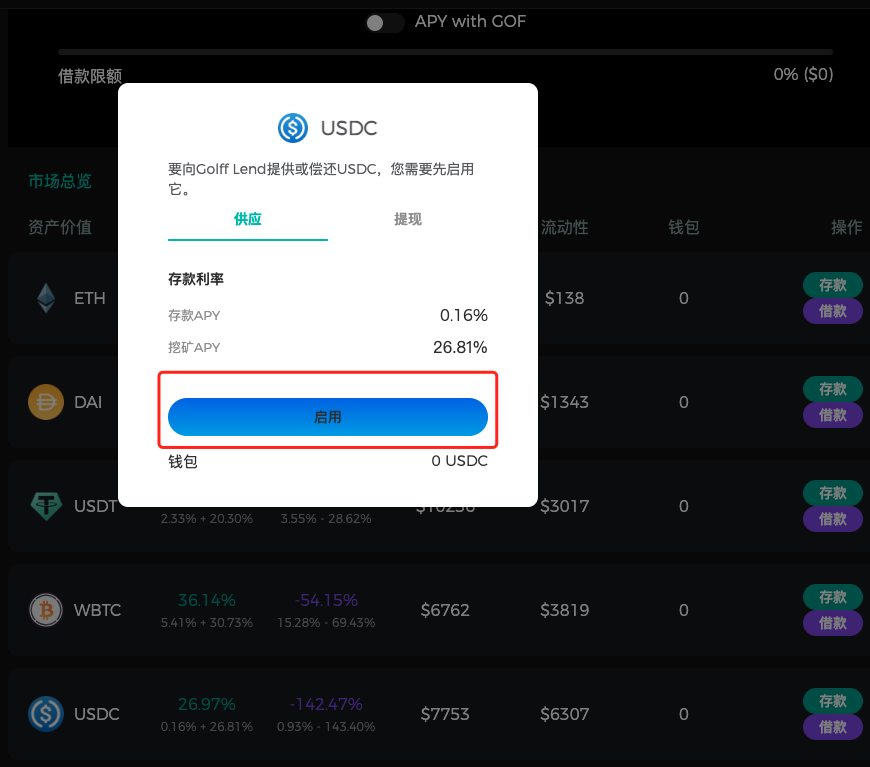 APY with GOF
借款限额
0% ($0)
USDC
要向Golff Lend提供或偿还USDC，您需要先启用
它。
供应
提现
存款利率
存款APY
0.16%
挖矿APY
26.81%
启用
钱包
0 USDC
市场总览
资产价值
流动性
钱包
操作
ETH
$138
0
存款
借款
DAI
$1343
0
存款
借款
USDT
2.33% + 20.30%
3.55% - 28.62%
$3017
0
存款
借款
WBTC
36.14%
5.41% + 30.73%
-54.15%
15.28% - 69.43%
$6762
$3819
0
存款
借款
USDC
26.97%
0.16% + 26.81%
-142.47%
0.93% - 143.40%
$7753
$6307
0
存款
借款